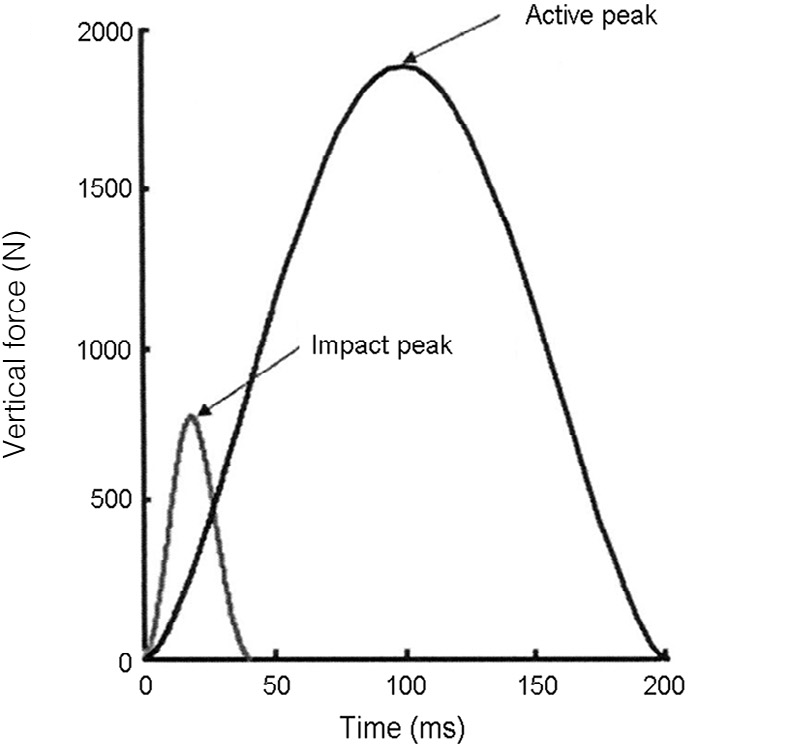 Active peak
2000
1500
1000
500
0
Impact peak
Vertical force (N)
0 50 100 150 200
Time (ms)